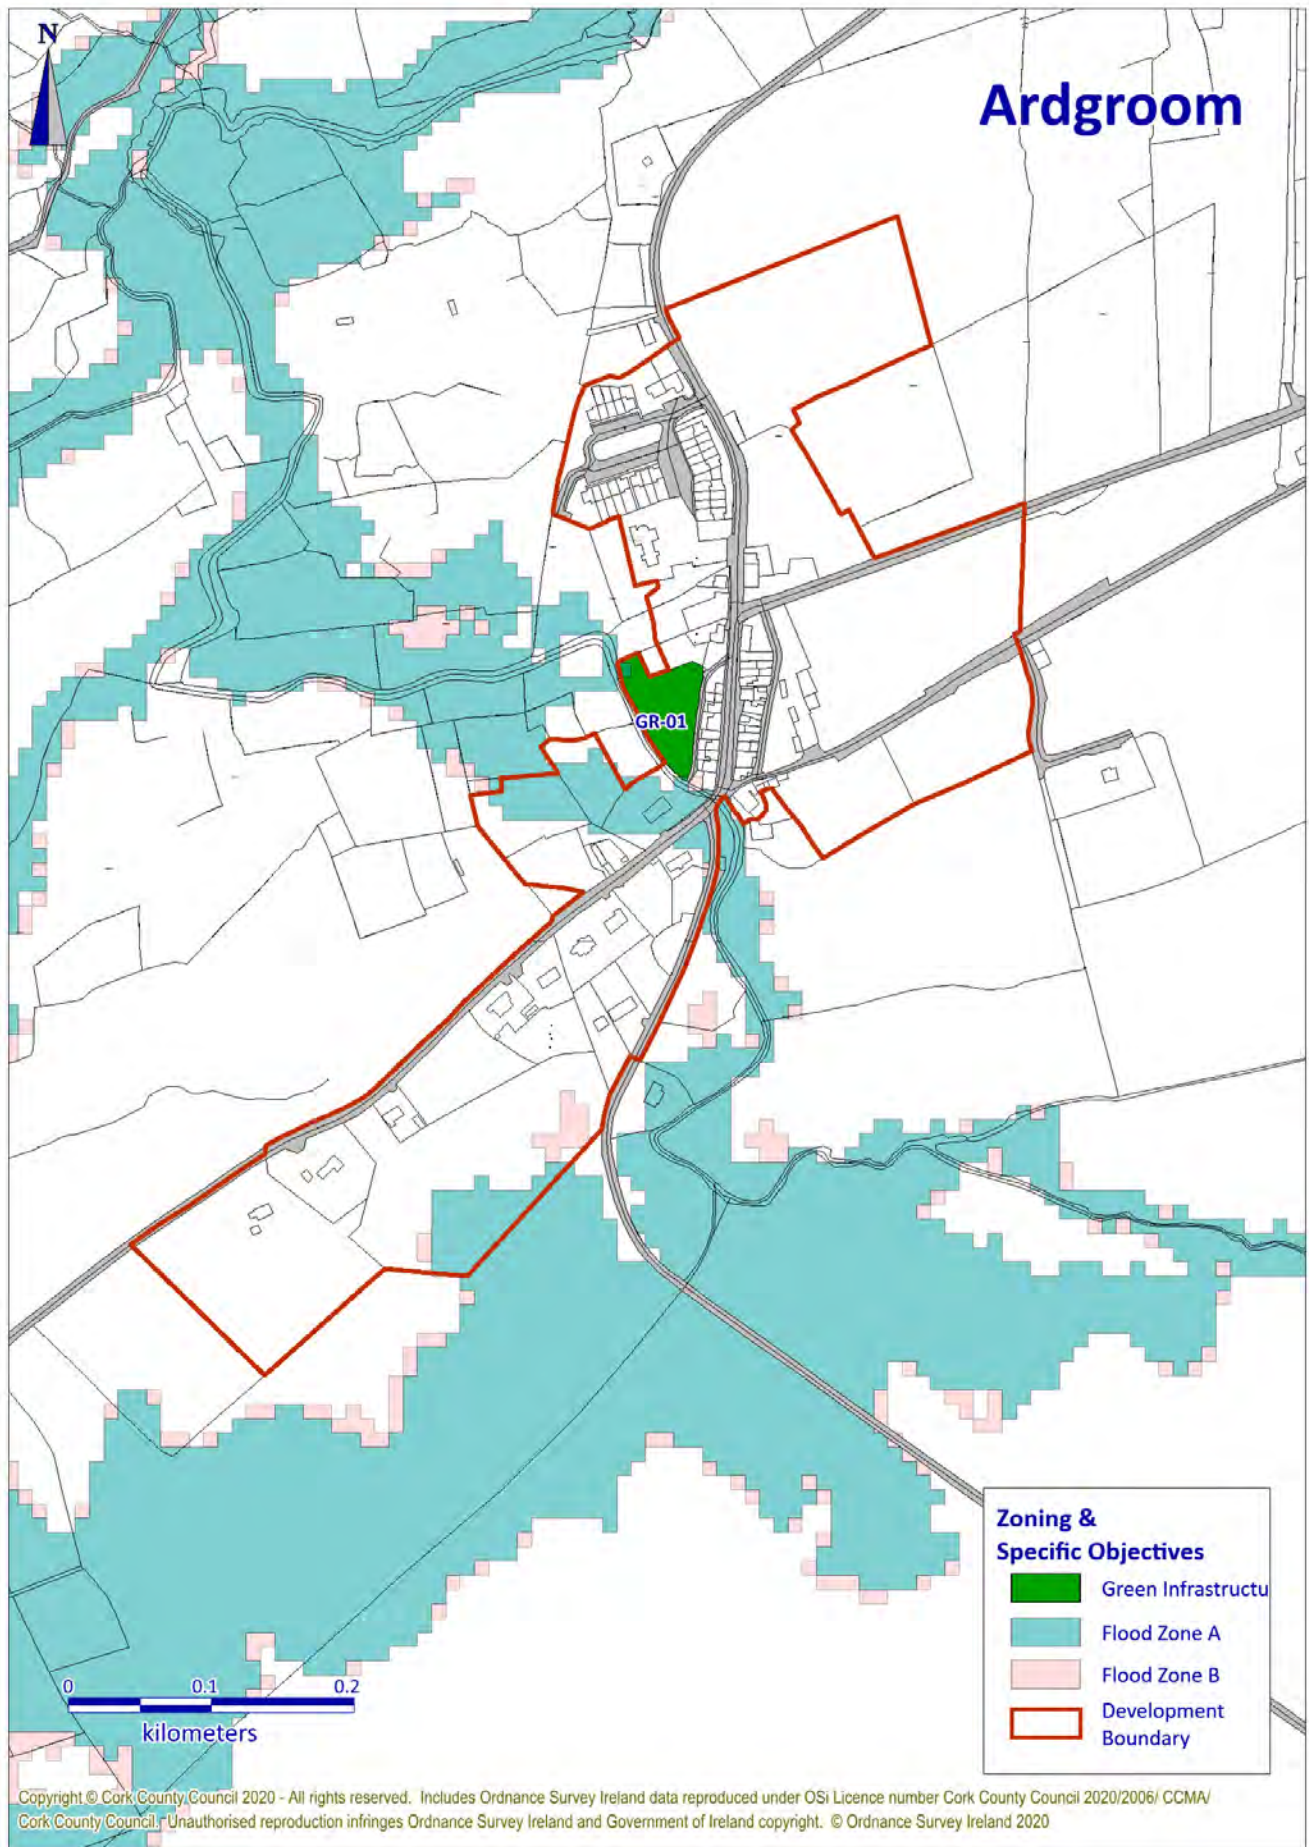 N
Ardgroom
GR-01
Zoning &
Specific Objectives
Green Infrastructu
Flood Zone A
Flood Zone B
Development
Boundary
0 0.1 0.2
kilometers
Copyright © Cork County Council 2020 - All rights reserved. Includes Ordnance Survey Ireland data reproduced under OSi Licence number Cork County Council 2020/2006/ CCMA/
Cork County Council. Unauthorised reproduction infringes Ordnance Survey Ireland and Government of Ireland copyright. © Ordnance Survey Ireland 2020